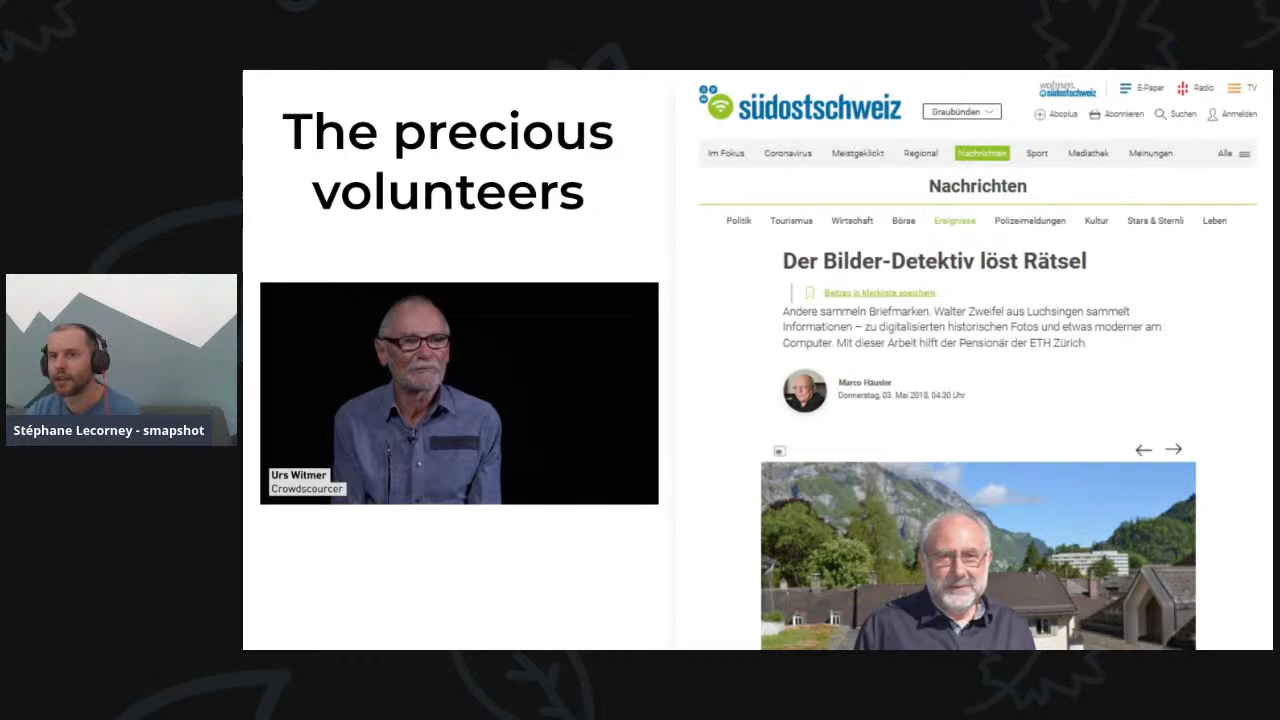 The precious
volunteers
Urs Witmer
Crowdscourcer
Stéphane Lecorney - smapshot
südostschweiz
Graubünden
wohnen.
südostschweiz
E-Paper
Radio
TV
Aboplus
Abonnieren
Suchen
Anmelden
Im Fokus
Coronavirus
Meistgeklickt
Regional
Nachrichten
Sport
Mediathek
Meinungen
Alle
Nachrichten
Politik
Tourismus
Wirtschaft
Börse
Ereignisse
Polizeimeldungen
Kultur
Stars & Sternli
Leben
Der Bilder-Detektiv löst Rätsel
Beitrag in Merkliste speichern
Andere sammeln Briefmarken. Walter Zweifel aus Luchsingen sammelt
Informationen – zu digitalisierten historischen Fotos und etwas moderner am
Computer. Mit dieser Arbeit hilft der Pensionär der ETH Zürich.
Marco Häusler
Donnerstag, 03. Mai 2018, 04:30 Uhr